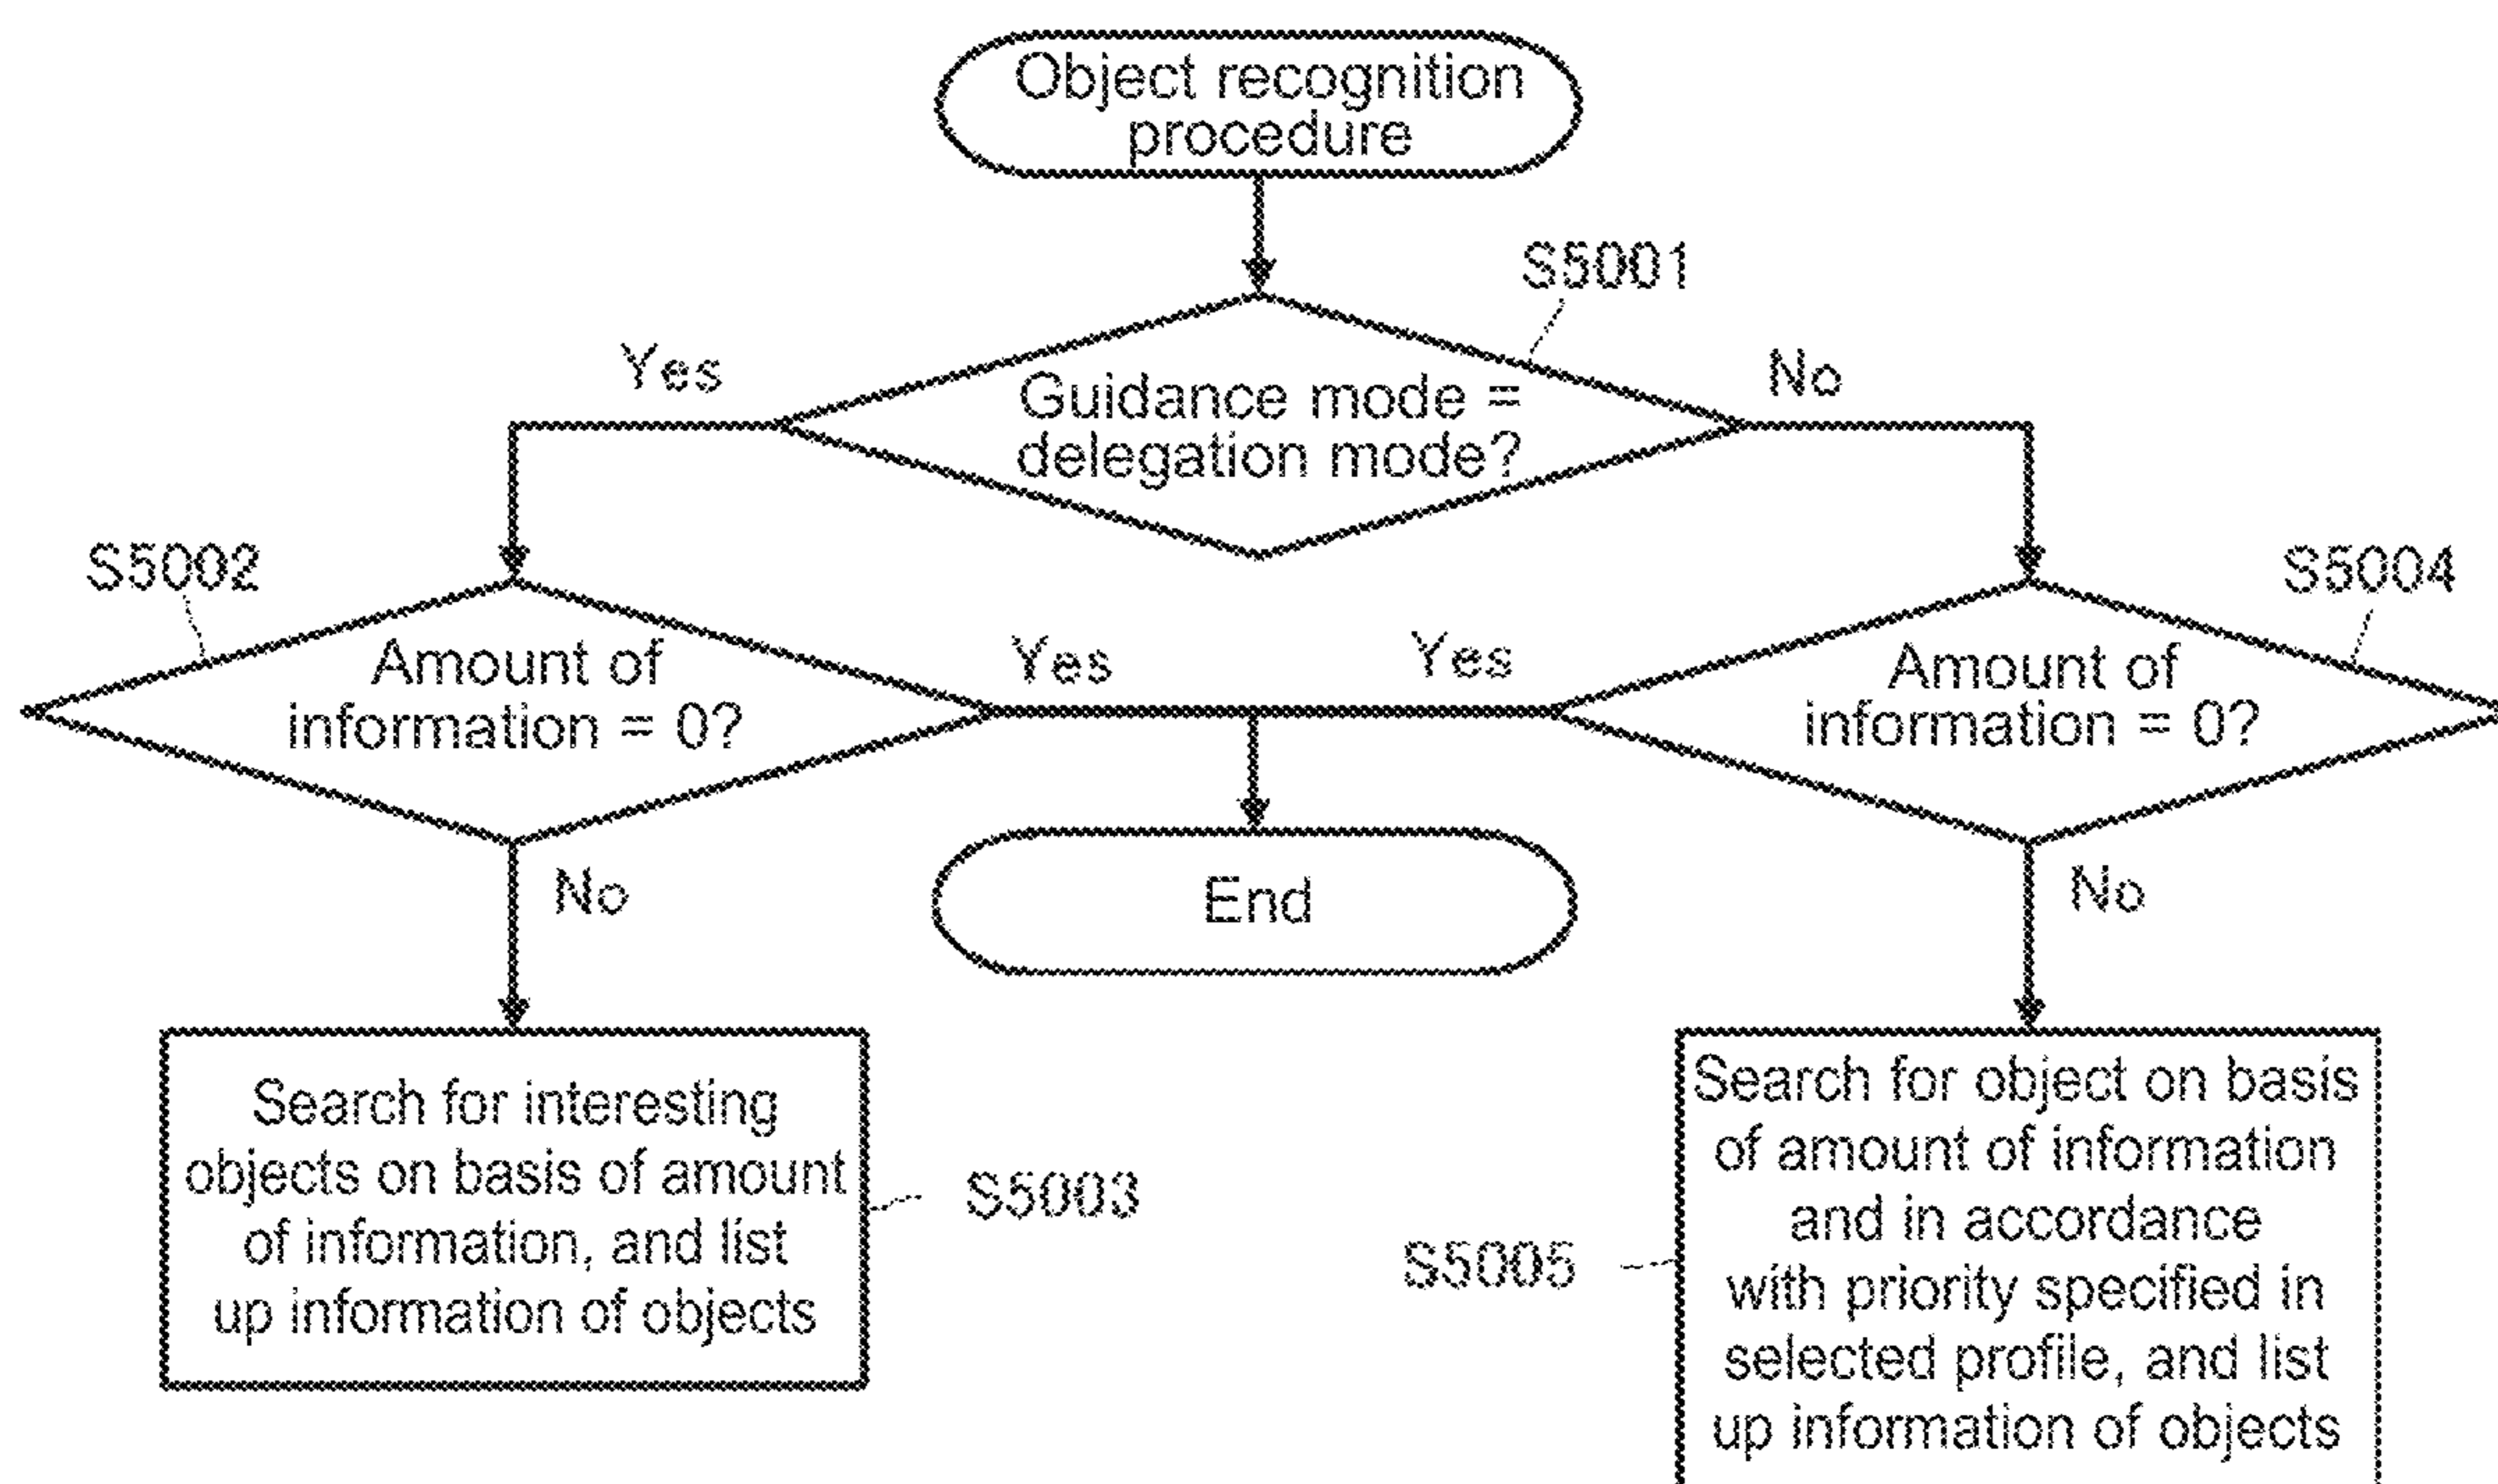 Object recognition
procedure
S5001
Yes
No
Guidance mode =
delegation mode?
S5002
S5004
Amount of
information = 0?
Yes
Yes
Amount of
information = 0?
No
End
No
Search for interesting
objects on basis of amount
of information, and list
up information of objects
S5003
S5005
Search for object on basis
of amount of information
and in accordance
with priority specified in
selected profile, and list
up information of objects